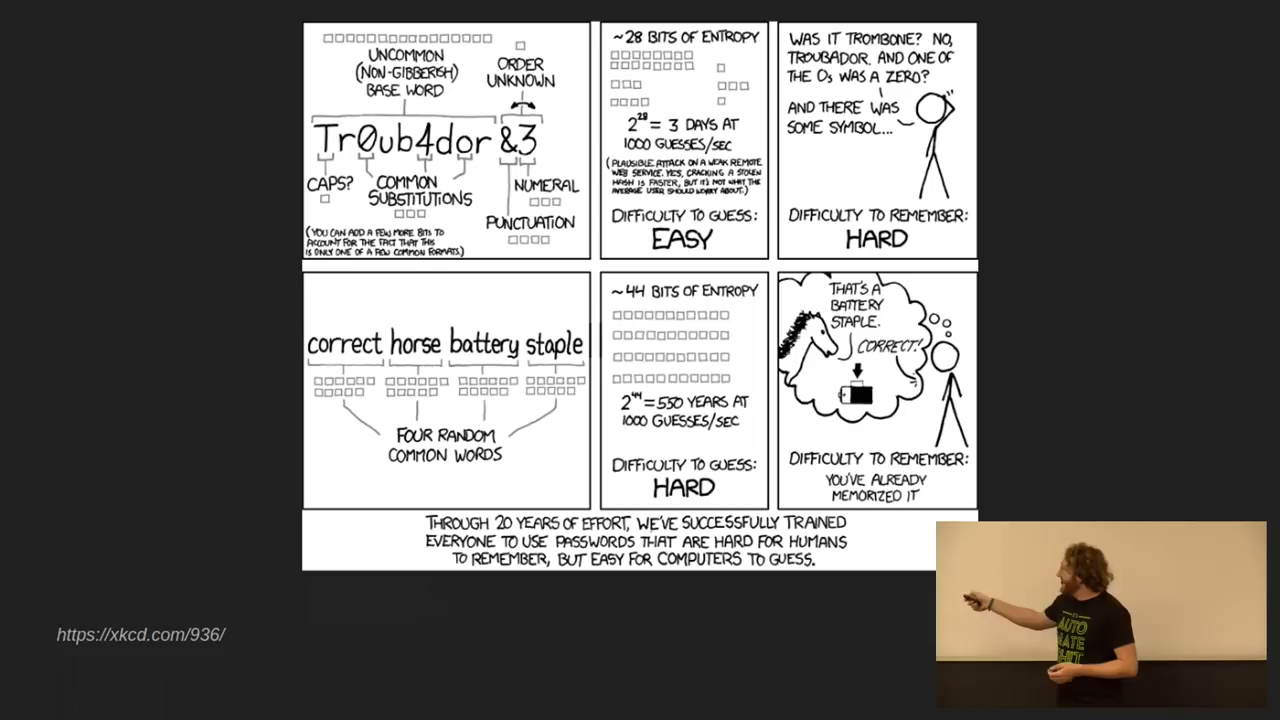 UNCOMMON
(NON-GIBBERISH)
BASE WORD
ORDER
UNKNOWN
Tr0ub4dor &3
CAPS?
COMMON
SUBSTITUTIONS
NUMERAL
PUNCTUATION
(YOU CAN ADD A FEW MORE BITS TO
ACCOUNT FOR THE FACT THAT THIS
IS ONLY ONE OF A FEW COMMON FORMATS.)
~28 BITS OF ENTROPY
2²⁸ = 3 DAYS AT
1000 GUESSES/SEC
(PLAUSIBLE ATTACK ON A WEAK REMOTE
WEB SERVICE. YES, CRACKING A STOLEN
HASH IS FASTER, BUT IT'S NOT WHAT THE
AVERAGE USER SHOULD WORRY ABOUT.)
DIFFICULTY TO GUESS:
EASY
WAS IT TROMBONE? NO,
TROUBADOR. AND ONE OF
THE Os WAS A ZERO?
AND THERE WAS
SOME SYMBOL...
DIFFICULTY TO REMEMBER:
HARD
correct horse battery staple
FOUR RANDOM
COMMON WORDS
~44 BITS OF ENTROPY
2⁴⁴ = 550 YEARS AT
1000 GUESSES/SEC
DIFFICULTY TO GUESS:
HARD
THAT'S A
BATTERY
STAPLE.
CORRECT!
DIFFICULTY TO REMEMBER:
YOU'VE ALREADY
MEMORIZED IT
THROUGH 20 YEARS OF EFFORT, WE'VE SUCCESSFULLY TRAINED
EVERYONE TO USE PASSWORDS THAT ARE HARD FOR HUMANS
TO REMEMBER, BUT EASY FOR COMPUTERS TO GUESS.
https://xkcd.com/936/
AUTO
MATE